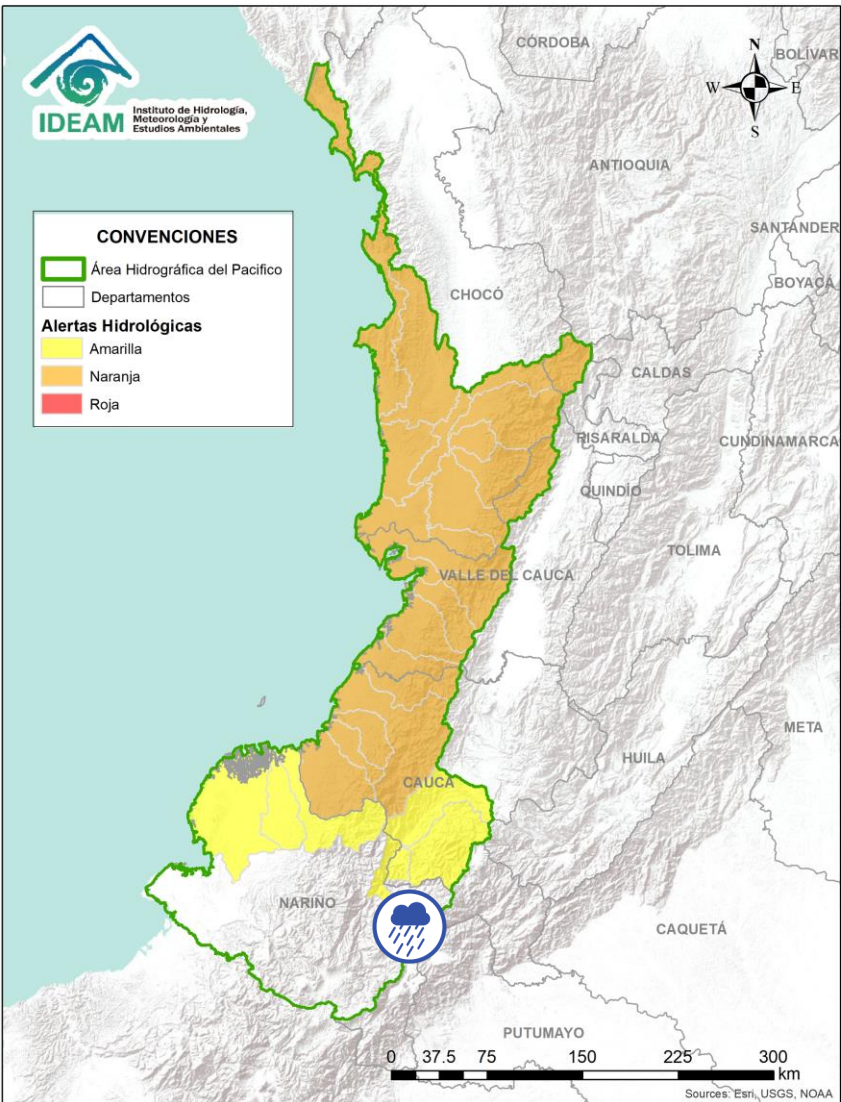 IDEAM
Instituto de Hidrología,
Meteorología y
Estudios Ambientales
N
W E
S
CÓRDOBA
BOLÍVAR
ANTIOQUIA
SANTANDER
BOYACÁ
CHOCÓ
CALDAS
RISARALDA
CUNDINAMARCA
QUINDÍO
TOLIMA
VALLE DEL CAUCA
META
HUILA
CAUCA
NARIÑO
CAQUETÁ
PUTUMAYO
CONVENCIONES
Área Hidrográfica del Pacifico
Departamentos
Alertas Hidrológicas
Amarilla
Naranja
Roja
0 37.5 75 150 225 300
km
Sources: Esri, USGS, NOAA